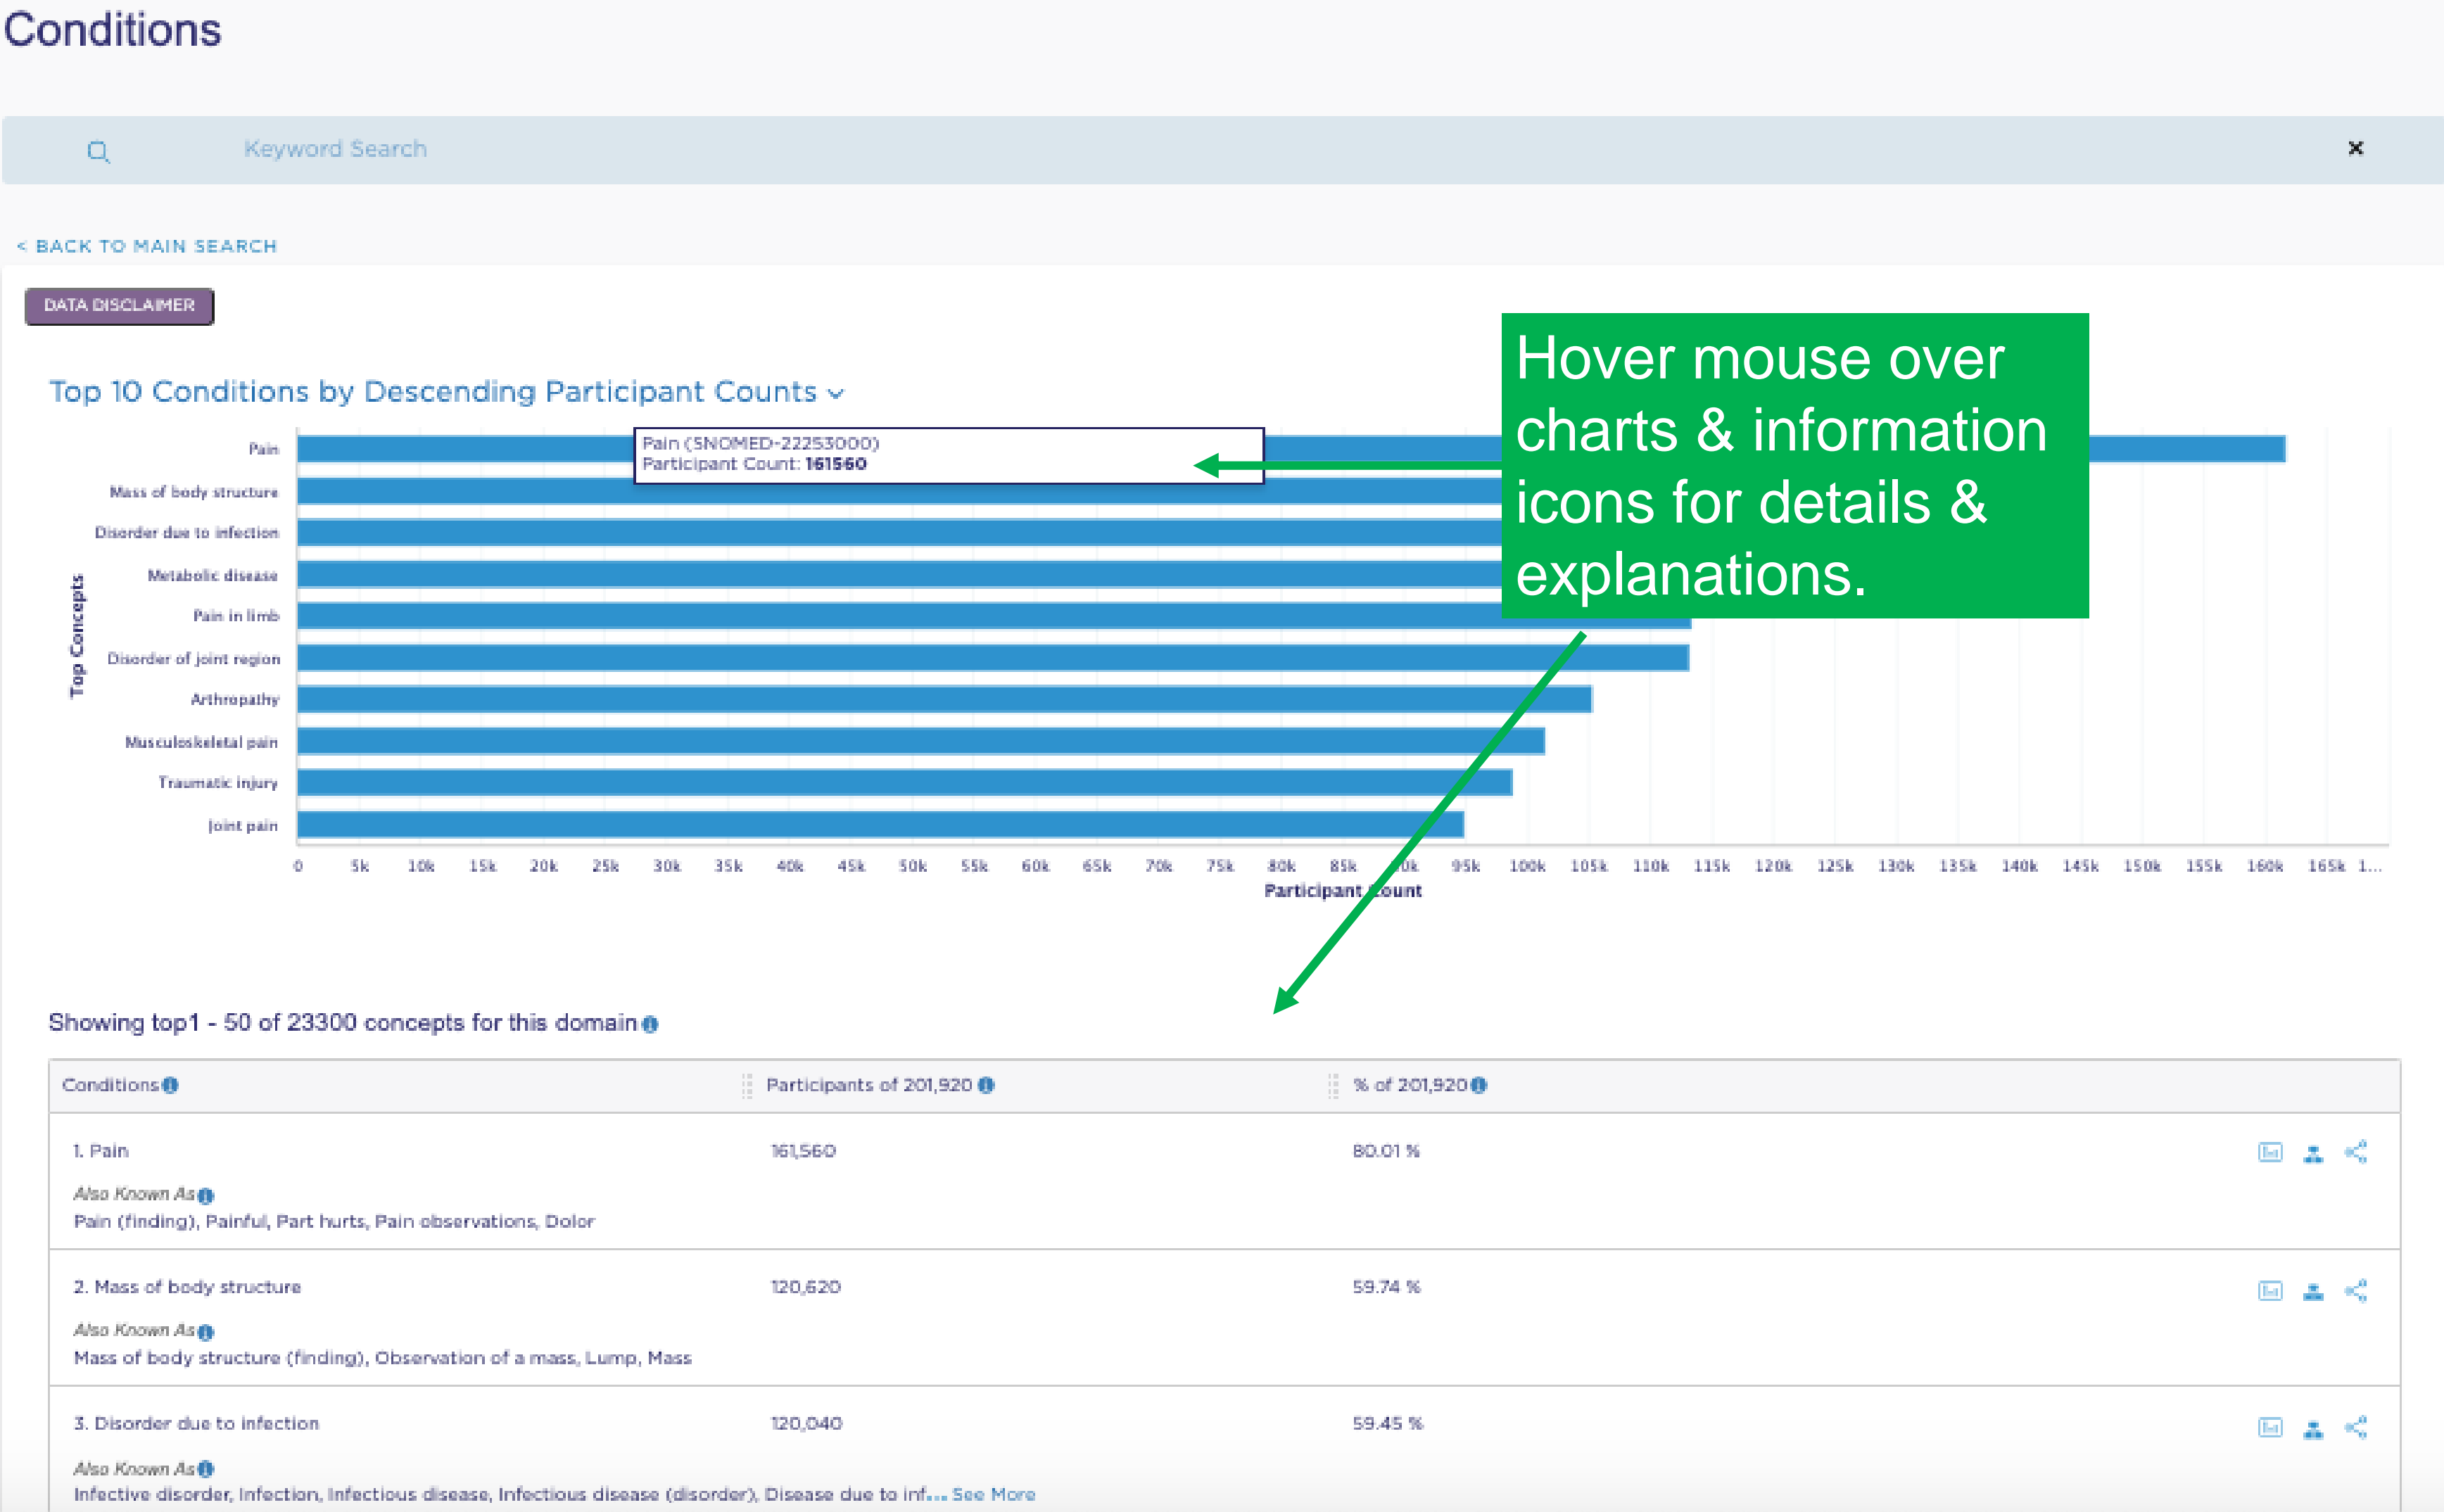 Conditions
Keyword Search
×
< BACK TO MAIN SEARCH
DATA DISCLAIMER
Top 10 Conditions by Descending Participant Counts
Hover mouse over
charts & information
icons for details &
explanations.
Pain
Pain (SNOMED-22253000)
Participant Count: 161560
Mass of body structure
Disorder due to infection
Metabolic disease
Pain in limb
Disorder of joint region
Arthropathy
Musculoskeletal pain
Traumatic injury
Joint pain
Top Concepts
0 5k 10k 15k 20k 25k 30k 35k 40k 45k 50k 55k 60k 65k 70k 75k 80k 85k 95k 100k 105k 110k 115k 120k 125k 130k 135k 140k 145k 150k 155k 160k 165k 1...
Participant Count
Showing top1 - 50 of 23300 concepts for this domain
Conditions Participants of 201,920 % of 201,920
1. Pain 161,560 80.01 %
Also Known As
Pain (finding), Painful, Part hurts, Pain observations, Dolor
2. Mass of body structure 120,620 59.74 %
Also Known As
Mass of body structure (finding), Observation of a mass, Lump, Mass
3. Disorder due to infection 120,040 59.45 %
Also Known As
Infective disorder, Infection, Infectious disease, Infectious disease (disorder), Disease due to inf... See More